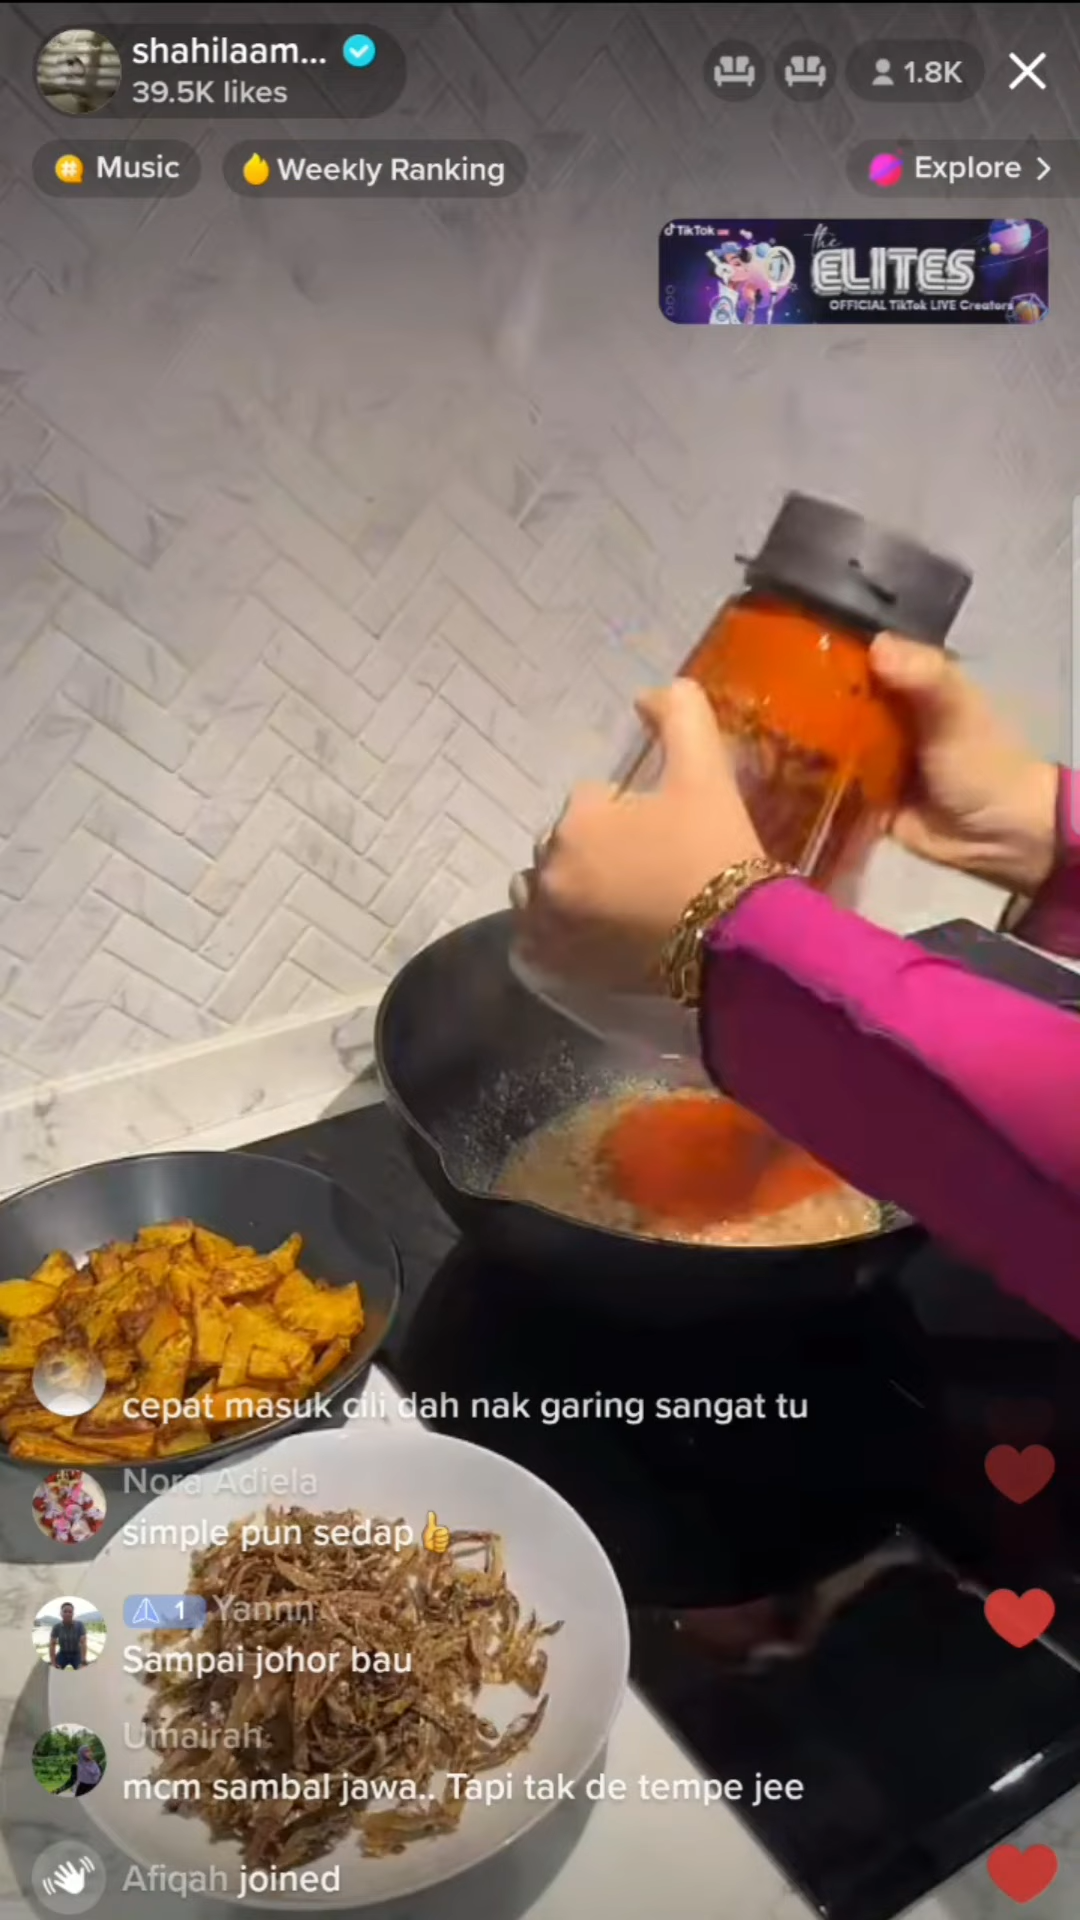 shahilaam...
39.5K likes
1.8K
Music
Weekly Ranking
Explore >
TikTok
the
ELITES
OFFICIAL TikTok LIVE Creators
cepat masuk cili dah nak garing sangat tu
Nora Adiela
simple pun sedap👍
1 Yannn
Sampai johor bau
Umairah
mcm sambal jawa.. Tapi tak de tempe jee
Afiqah joined